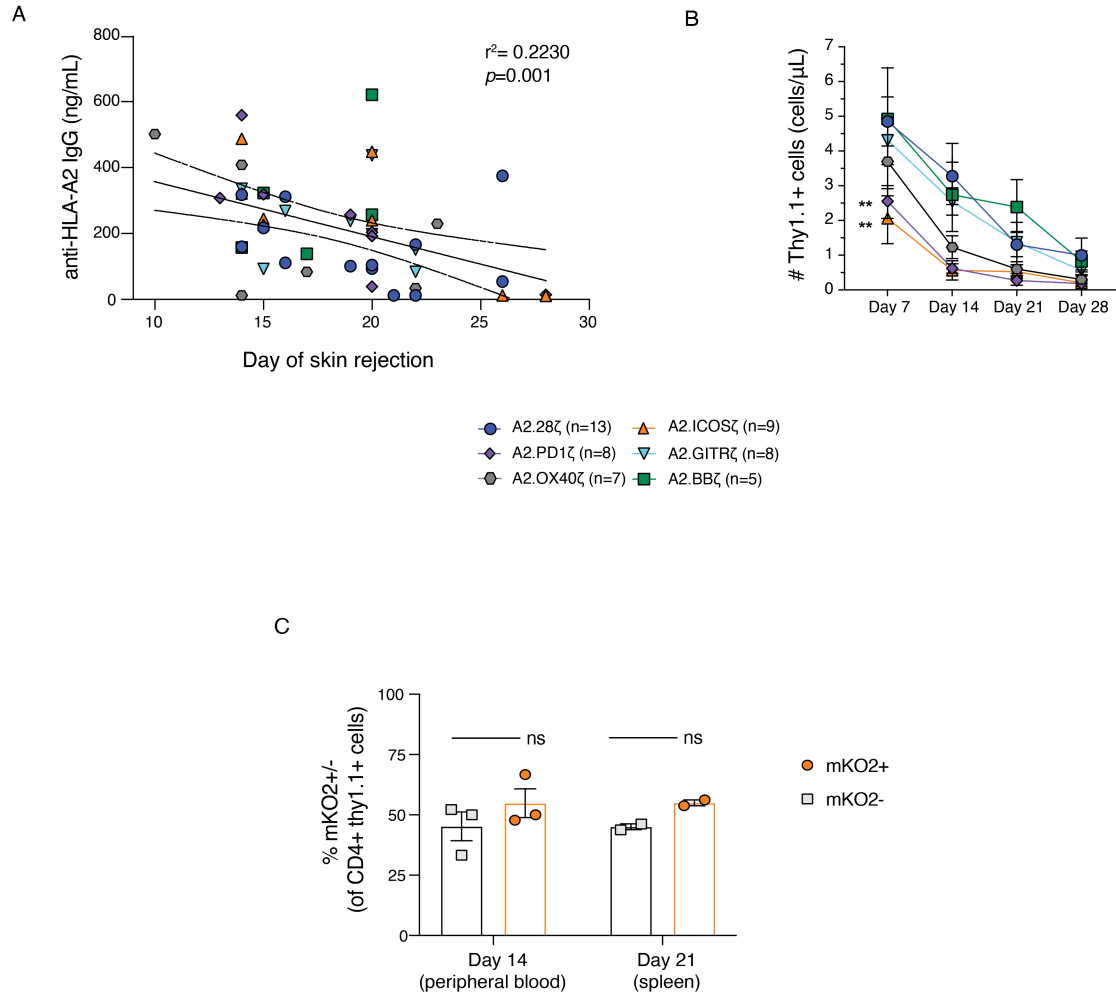 A
800
600
400
200
0
anti-HLA-A2 IgG (ng/mL)
r²= 0.2230
p=0.001
10 15 20 25 30
Day of skin rejection
B
7
6
5
4
3
2
1
0
# Thy1.1+ cells (cells/µL)
**
**
Day 7 Day 14 Day 21 Day 28
A2.28ζ (n=13) A2.ICOSζ (n=9)
A2.PD1ζ (n=8) A2.GITRζ (n=8)
A2.OX40ζ (n=7) A2.BBζ (n=5)
C
100
75
50
25
0
% mKO2+/-
(of CD4+ thy1.1+ cells)
ns ns
Day 14 Day 21
(peripheral blood) (spleen)
mKO2+
mKO2-